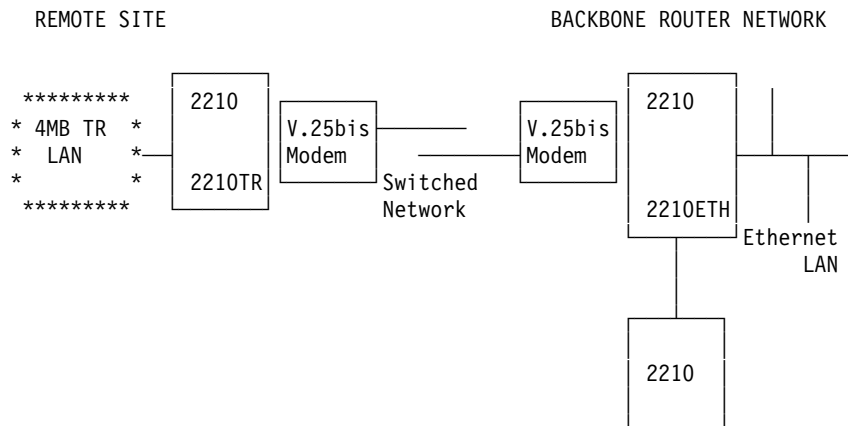 REMOTE SITE BACKBONE ROUTER NETWORK
2210 2210
*********
* 4MB TR * V.25bis V.25bis
* LAN * Modem Modem
* * 2210TR Switched
********* Network 2210ETH
Ethernet
LAN
2210